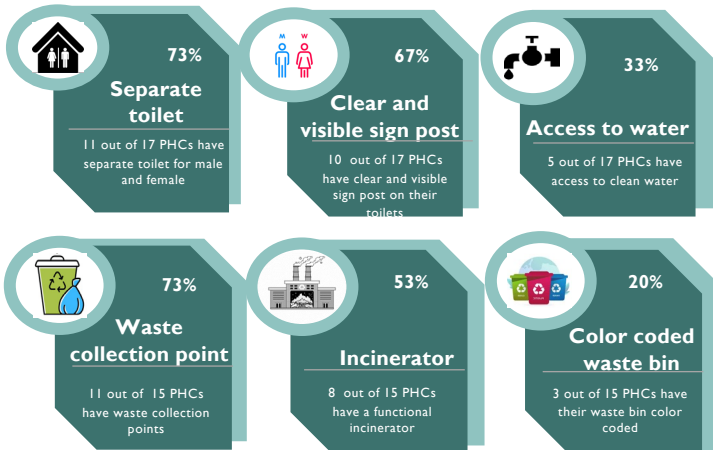 73%
Separate
toilet
11 out of 17 PHCs have
separate toilet for male
and female
M W
67%
Clear and
visible sign post
10 out of 17 PHCs
have clear and visible
sign post on their
toilets
33%
Access to water
5 out of 17 PHCs have
access to clean water
73%
Waste
collection point
11 out of 15 PHCs
have waste collection
points
53%
Incinerator
8 out of 15 PHCs
have a functional
incinerator
20%
Color coded
waste bin
3 out of 15 PHCs have
their waste bin color
coded